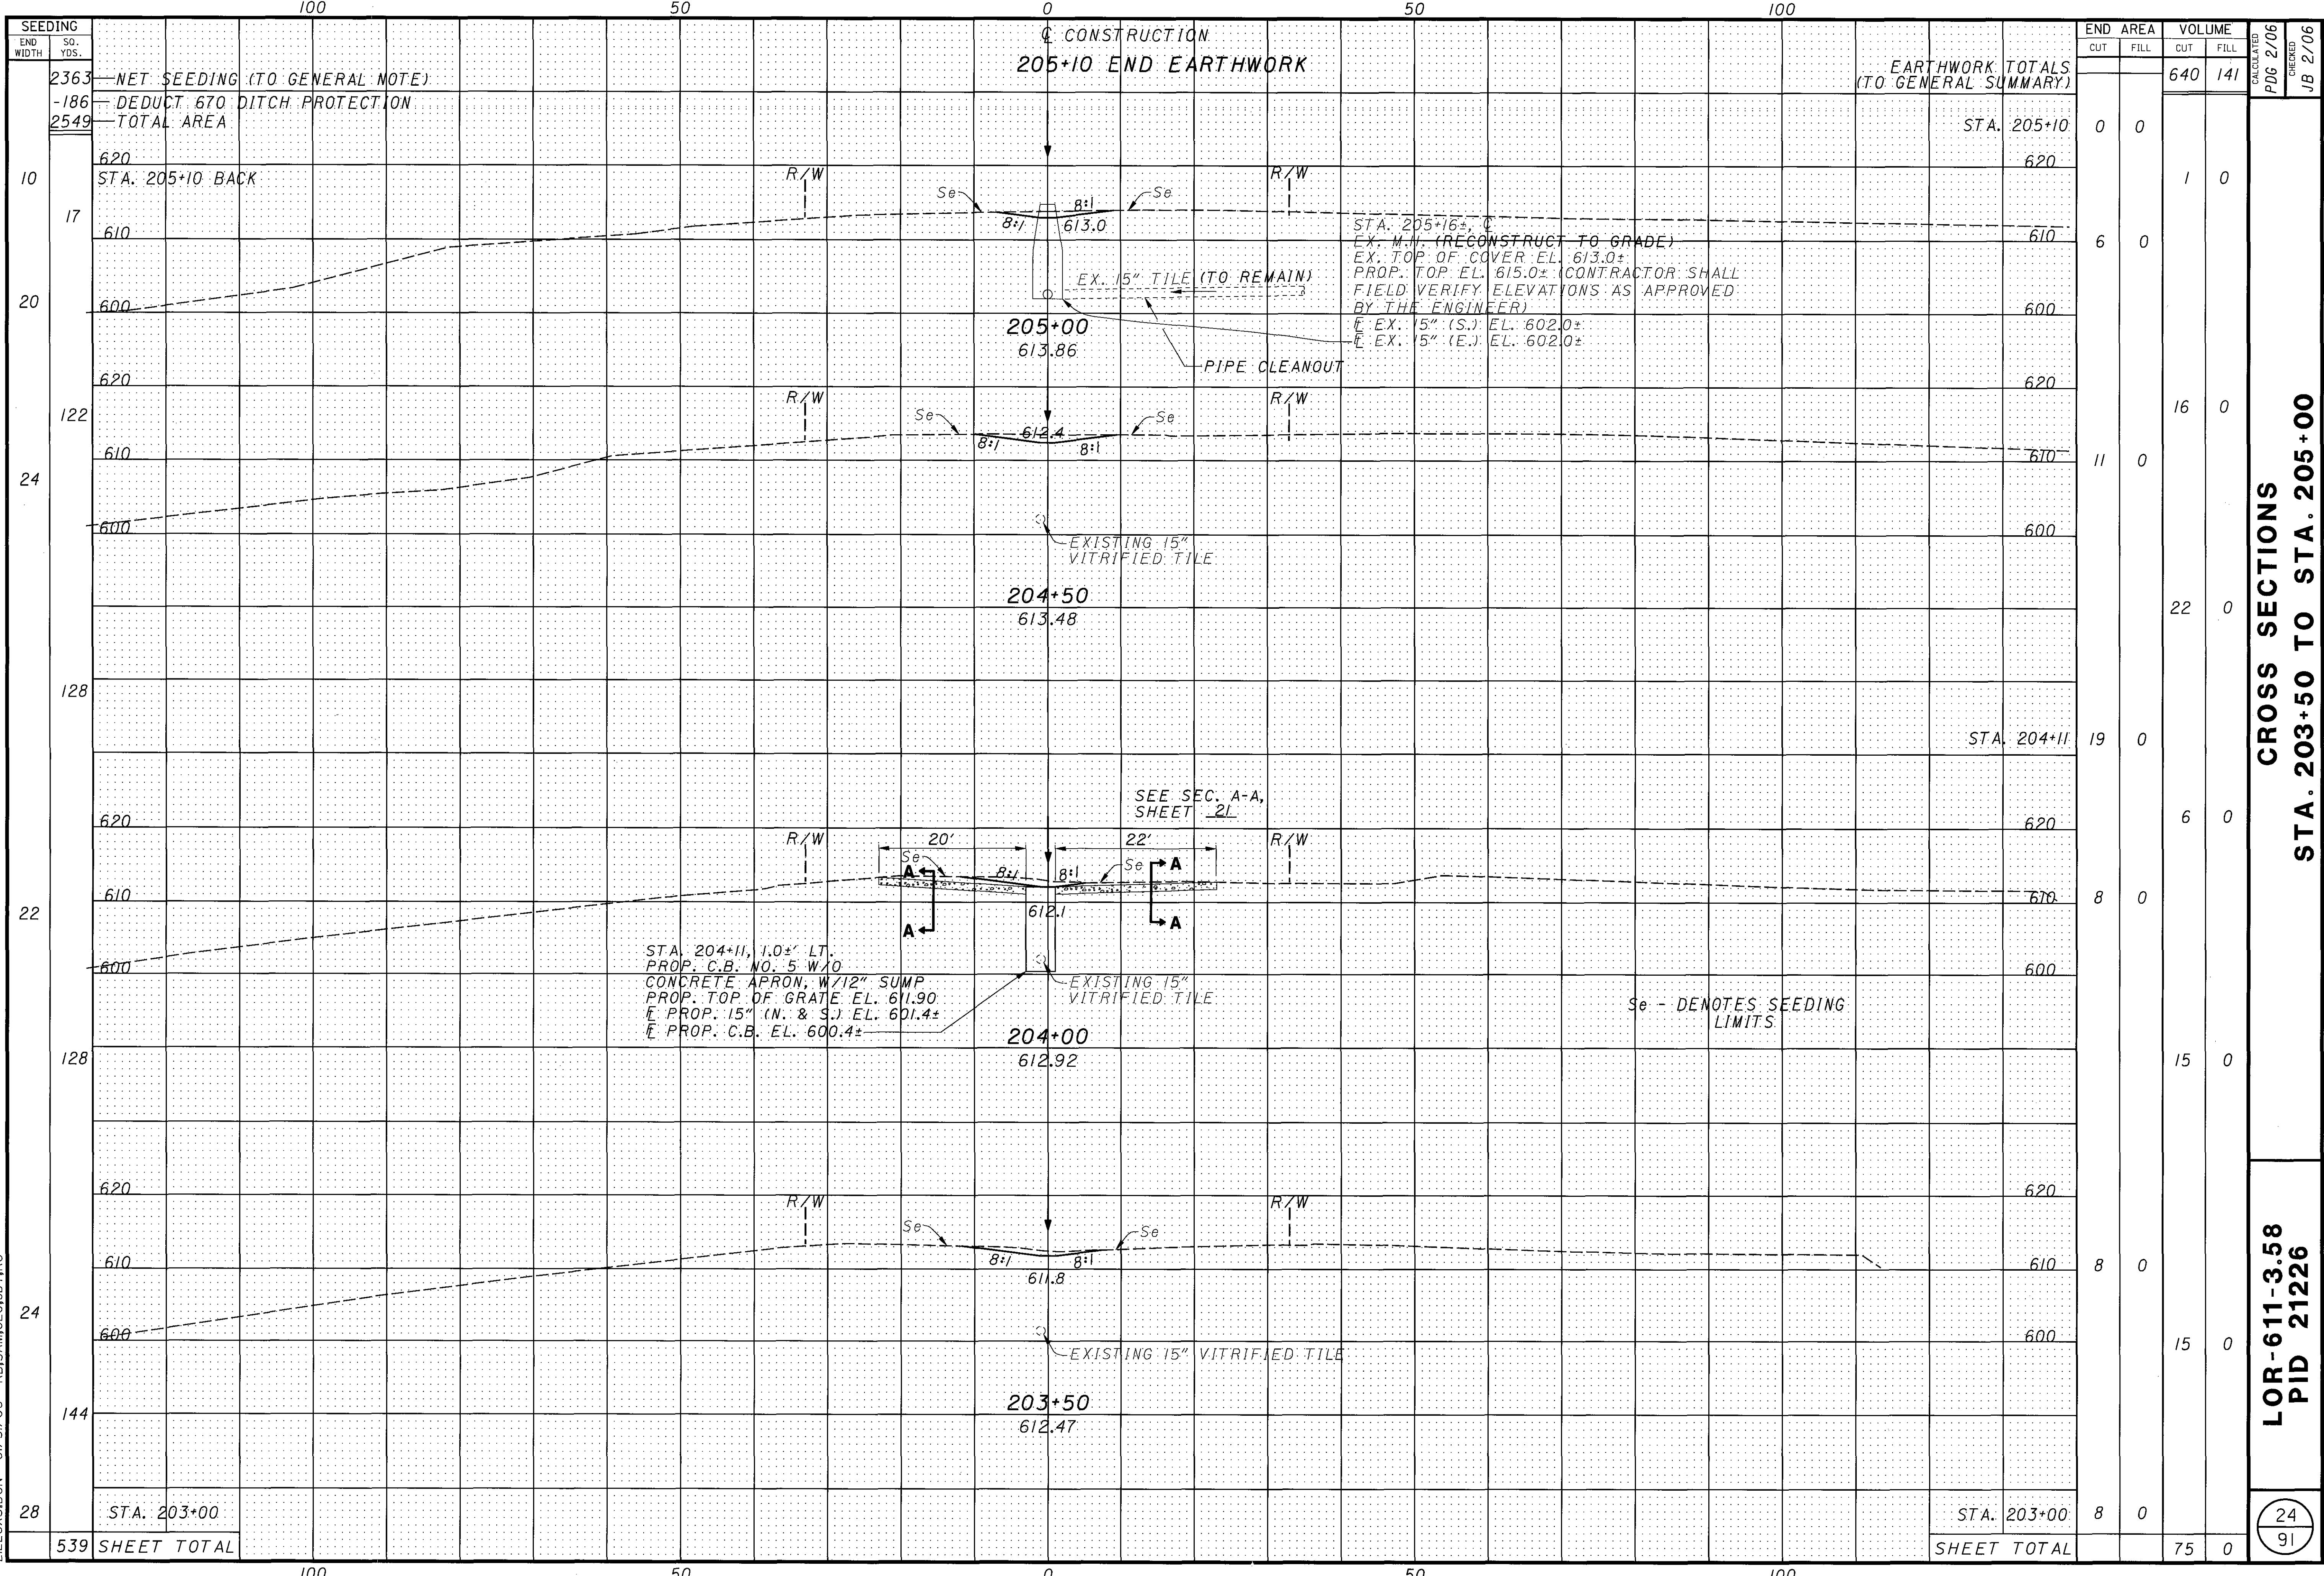 100 50 0 50 100
SEEDING
END WIDTH
SQ. YDS.
2363 NET SEEDING (TO GENERAL NOTE)
-186 DEDUCT 670 DITCH PROTECTION
2549 TOTAL AREA
℄ CONSTRUCTION
205+10 END EARTHWORK
END AREA VOLUME
CUT FILL CUT FILL
EARTHWORK TOTALS
(TO GENERAL SUMMARY)
640 141
CALCULATED
PDG 2/06
CHECKED
JB 2/06
STA. 205+10 0 0
620 620
10 STA. 205+10 BACK
R/W R/W
1 0
Se Se
17
8:1 8:1
613.0
610 610
6 0
STA. 205+16±, ℄
EX. M.H. (RECONSTRUCT TO GRADE)
EX. TOP OF COVER EL. 613.0±
PROP. TOP EL. 615.0± (CONTRACTOR SHALL
FIELD VERIFY ELEVATIONS AS APPROVED
BY THE ENGINEER)
℄ EX. 15" (S.) EL. 602.0±
℄ EX. 15" (E.) EL. 602.0±
EX. 15" TILE (TO REMAIN)
20
600 600
205+00
613.86
PIPE CLEANOUT
620 620
122
R/W R/W
16 0
Se Se
612.4
8:1 8:1
610 610
24
11 0
600 600
EXISTING 15"
VITRIFIED TILE
204+50
613.48
22 0
128
STA. 204+11 19 0
SEE SEC. A-A,
SHEET 21
620 620
6 0
R/W 20' 22' R/W
Se Se
A A
8:1 8:1
610 610
8 0
612.1
22
A A
STA. 204+11, 1.0±' LT.
PROP. C.B. NO. 5 W/O
CONCRETE APRON, W/12" SUMP
PROP. TOP OF GRATE EL. 611.90
℄ PROP. 15" (N. & S.) EL. 601.4±
℄ PROP. C.B. EL. 600.4±
600 600
EXISTING 15"
VITRIFIED TILE
Se - DENOTES SEEDING
LIMITS
204+00
612.92
128
15 0
620 620
R/W R/W
Se Se
8:1 8:1
610 610
8 0
611.8
24
600 600
EXISTING 15" VITRIFIED TILE
15 0
203+50
612.47
144
28 STA. 203+00
STA. 203+00 8 0
539 SHEET TOTAL
SHEET TOTAL 75 0
100 50 0 50 100
CROSS SECTIONS
STA. 203+50 TO STA. 205+00
LOR-611-3.58
PID 21226
24
91